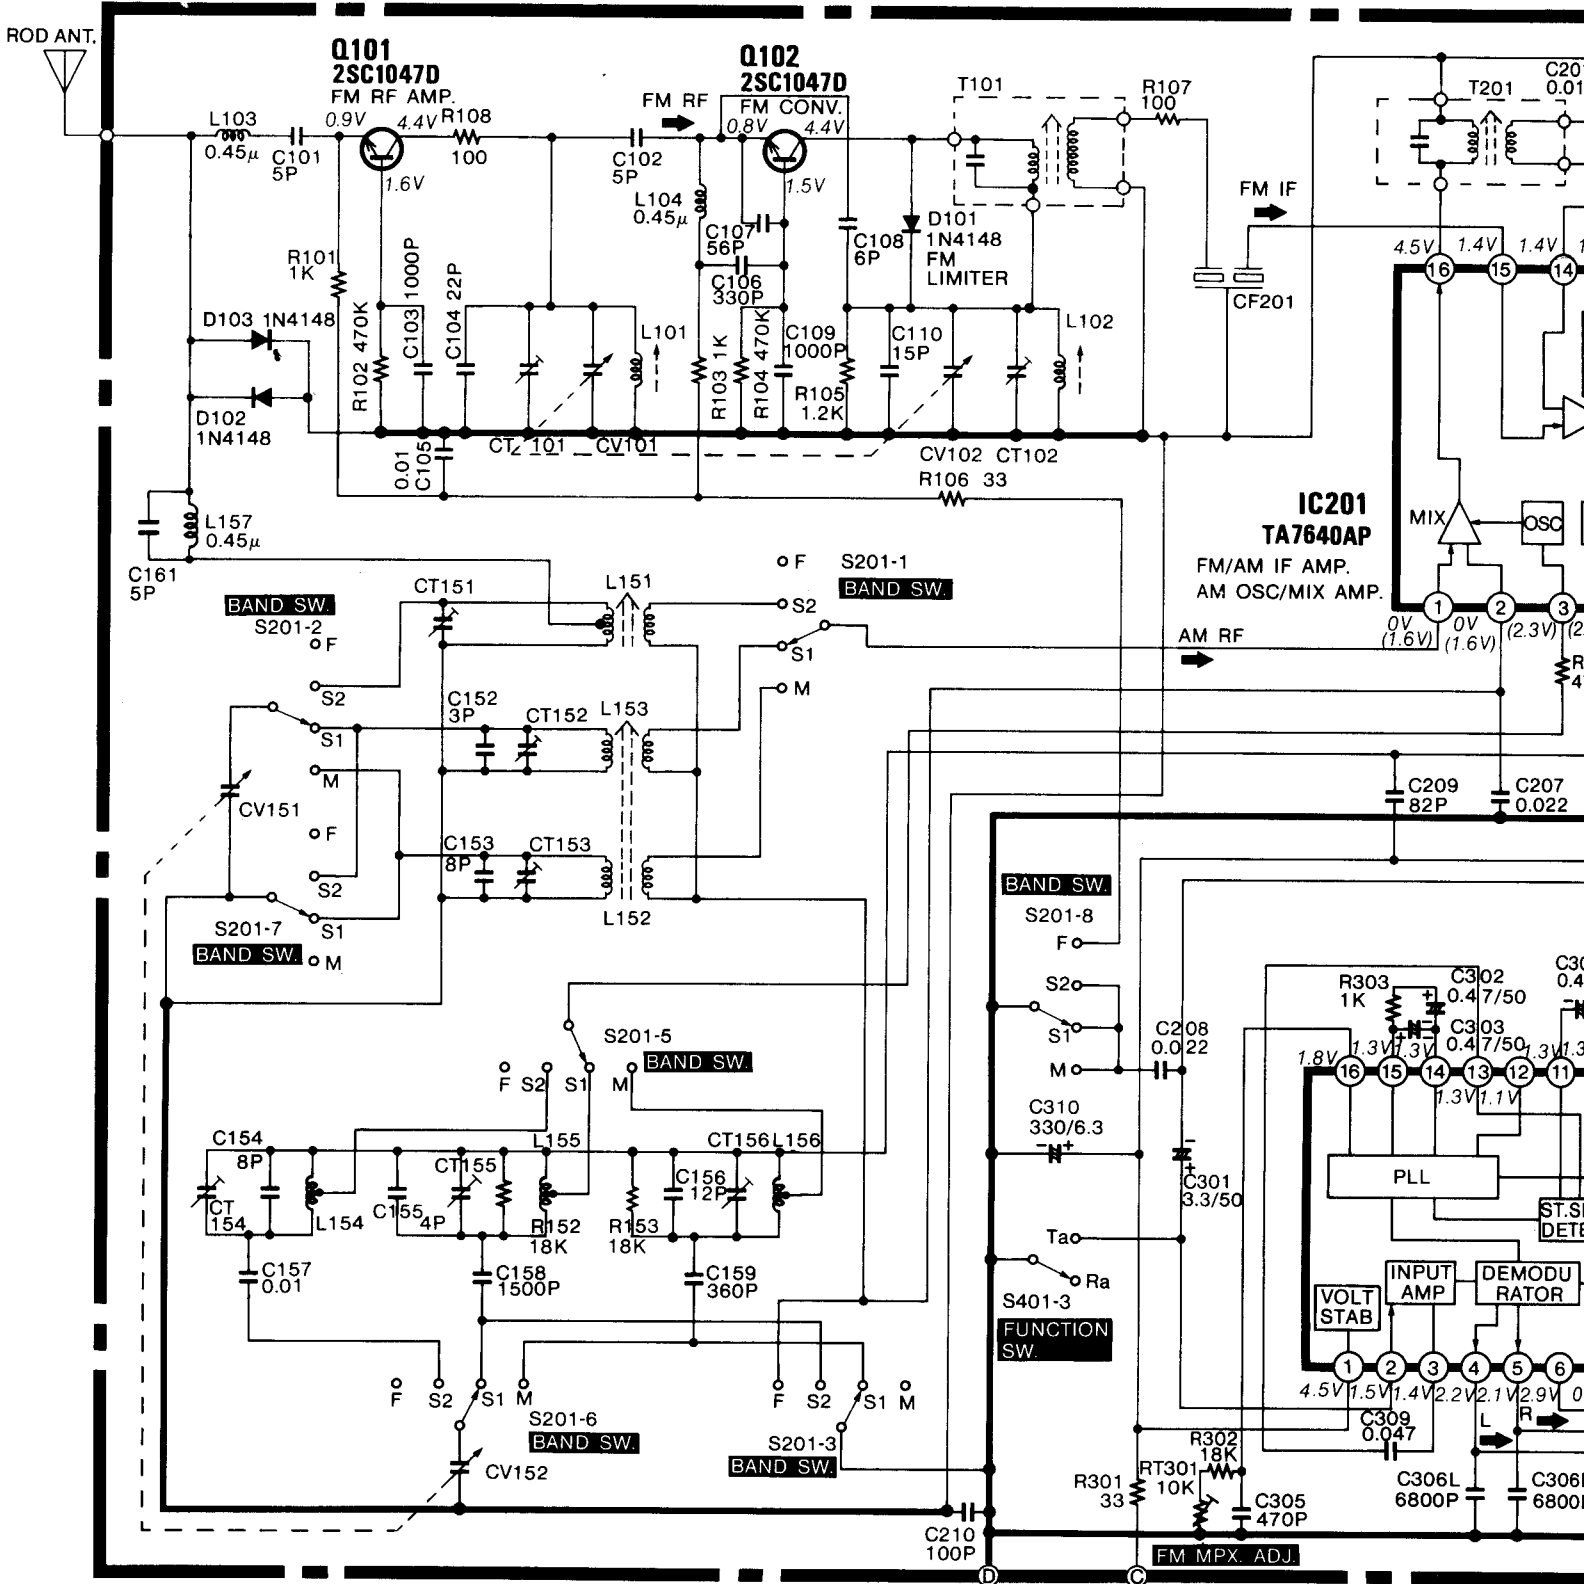 ROD ANT.
Q101
2SC1047D
FM RF AMP.
0.9V
4.4V
R108
100
L103
0.45μ
C101
5P
1.6V
FM RF
C102
5P
L104
0.45μ
Q102
2SC1047D
FM CONV.
0.8V
4.4V
1.5V
T101
R107
100
T201
0.01
FM IF
CF201
D101
1N4148
FM
LIMITER
C107
56P
C106
330P
C108
6P
R101
1K
D103 1N4148
D102
1N4148
R102 470K
C103 1000P
C104 22P
L101
R103 1K
R104 470K
C109
1000P
R105
1.2K
C110
15P
L102
0.01
C105
CT 101
CV101
CV102
CT102
R106 33
4.5V
1.4V
1.4V
16
15
14
IC201
TA7640AP
FM/AM IF AMP.
AM OSC/MIX AMP.
MIX
OSC
1
2
3
0V
(1.6V)
0V
(1.6V)
(2.3V)
L157
0.45μ
C161
5P
BAND SW.
S201-2
F
S2
S1
M
CT151
L151
F
S2
S1
M
S201-1
BAND SW.
AM RF
C152
3P
CT152
L153
CV151
F
S2
S1
M
S201-7
BAND SW.
C153
8P
CT153
L152
C209
82P
C207
0.022
BAND SW.
S201-8
F
S2
S1
M
C208
0.022
S201-5
BAND SW.
F
S2
S1
M
C310
330/6.3
C301
3.3/50
R303
1K
C302
0.47/50
C303
0.47/50
1.8V
1.3V
1.3V
1.3V
16
15
14
13
12
11
1.3V
1.1V
PLL
C154
8P
CT
154
L154
C155
4P
CT155
L155
R152
18K
R153
18K
C156
12P
CT156
L156
C157
0.01
C158
1500P
C159
360P
Ta
Ra
S401-3
FUNCTION
SW.
VOLT
STAB
INPUT
AMP
DEMODU
RATOR
1
2
3
4
5
6
4.5V
1.5V
1.4V
2.2V
2.1V
2.9V
F
S2
S1
M
S201-6
BAND SW.
CV152
F
S2
S1
M
S201-3
BAND SW.
C309
0.047
L
R
R302
18K
RT301
10K
R301
33
C305
470P
C306L
6800P
C210
100P
FM MPX. ADJ.
D
C